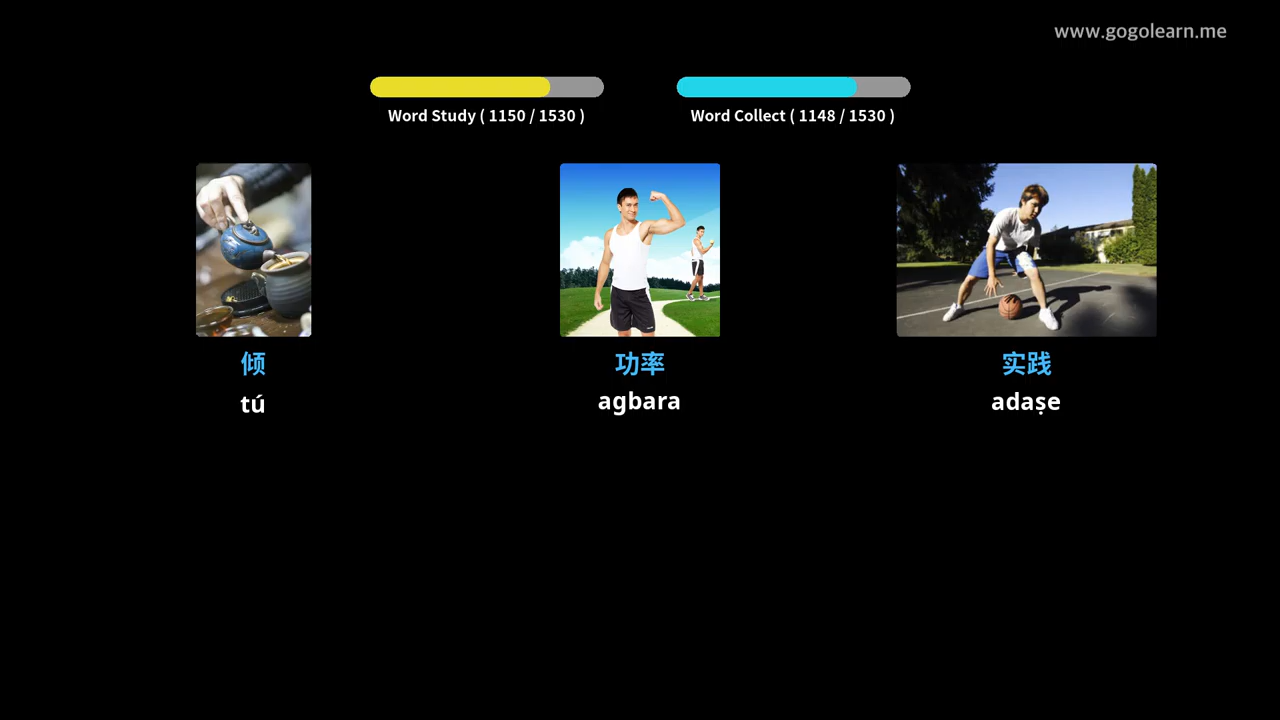 www.gogolearn.me
Word Study ( 1150 / 1530 )
Word Collect ( 1148 / 1530 )
倾
tú
功率
agbara
实践
adaṣe